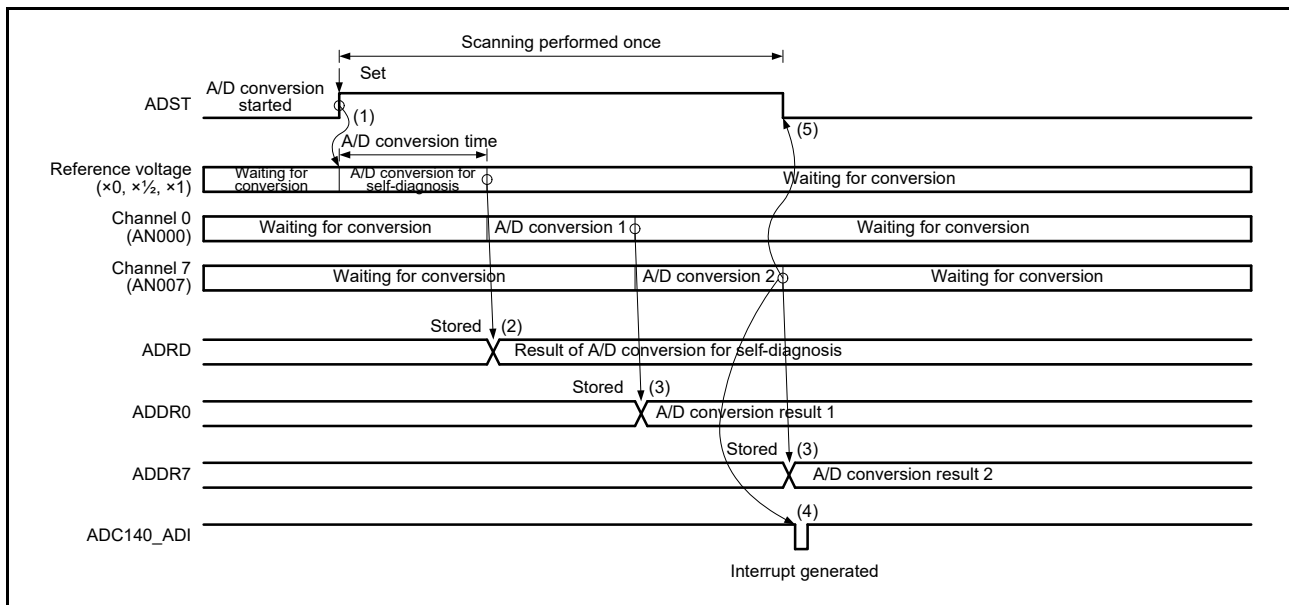 Scanning performed once
Set
A/D conversion
started
ADST
(1)
(5)
A/D conversion time
Reference voltage
(×0, ×½, ×1)
Waiting for
conversion
A/D conversion for
self-diagnosis
Waiting for conversion
Channel 0
(AN000)
Waiting for conversion
A/D conversion 1
Waiting for conversion
Channel 7
(AN007)
Waiting for conversion
A/D conversion 2
Waiting for conversion
Stored
(2)
ADRD
Result of A/D conversion for self-diagnosis
Stored
(3)
ADDR0
A/D conversion result 1
Stored
(3)
ADDR7
A/D conversion result 2
(4)
ADC140_ADI
Interrupt generated